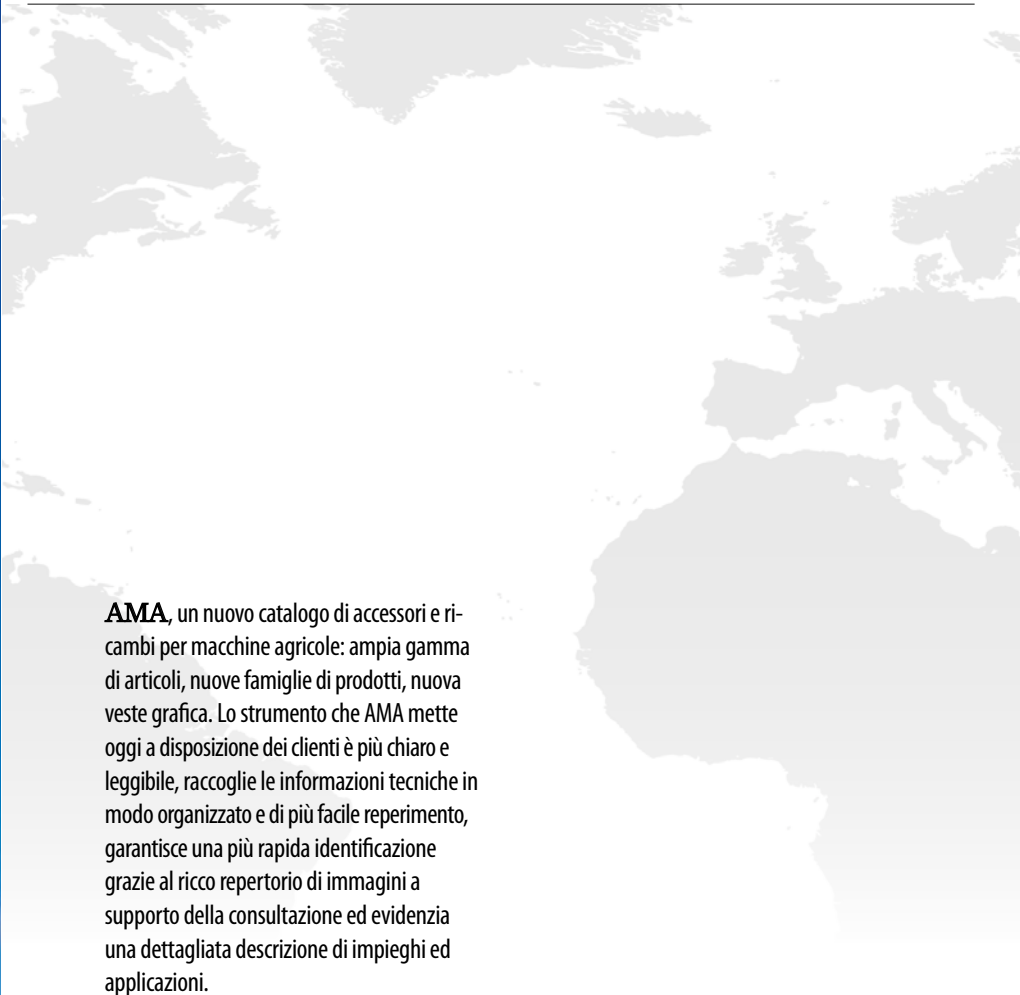 AMA, un nuovo catalogo di accessori e ri-
cambi per macchine agricole: ampia gamma
di articoli, nuove famiglie di prodotti, nuova
veste grafica. Lo strumento che AMA mette
oggi a disposizione dei clienti è più chiaro e
leggibile, raccoglie le informazioni tecniche in
modo organizzato e di più facile reperimento,
garantisce una più rapida identificazione
grazie al ricco repertorio di immagini a
supporto della consultazione ed evidenzia
una dettagliata descrizione di impieghi ed
applicazioni.